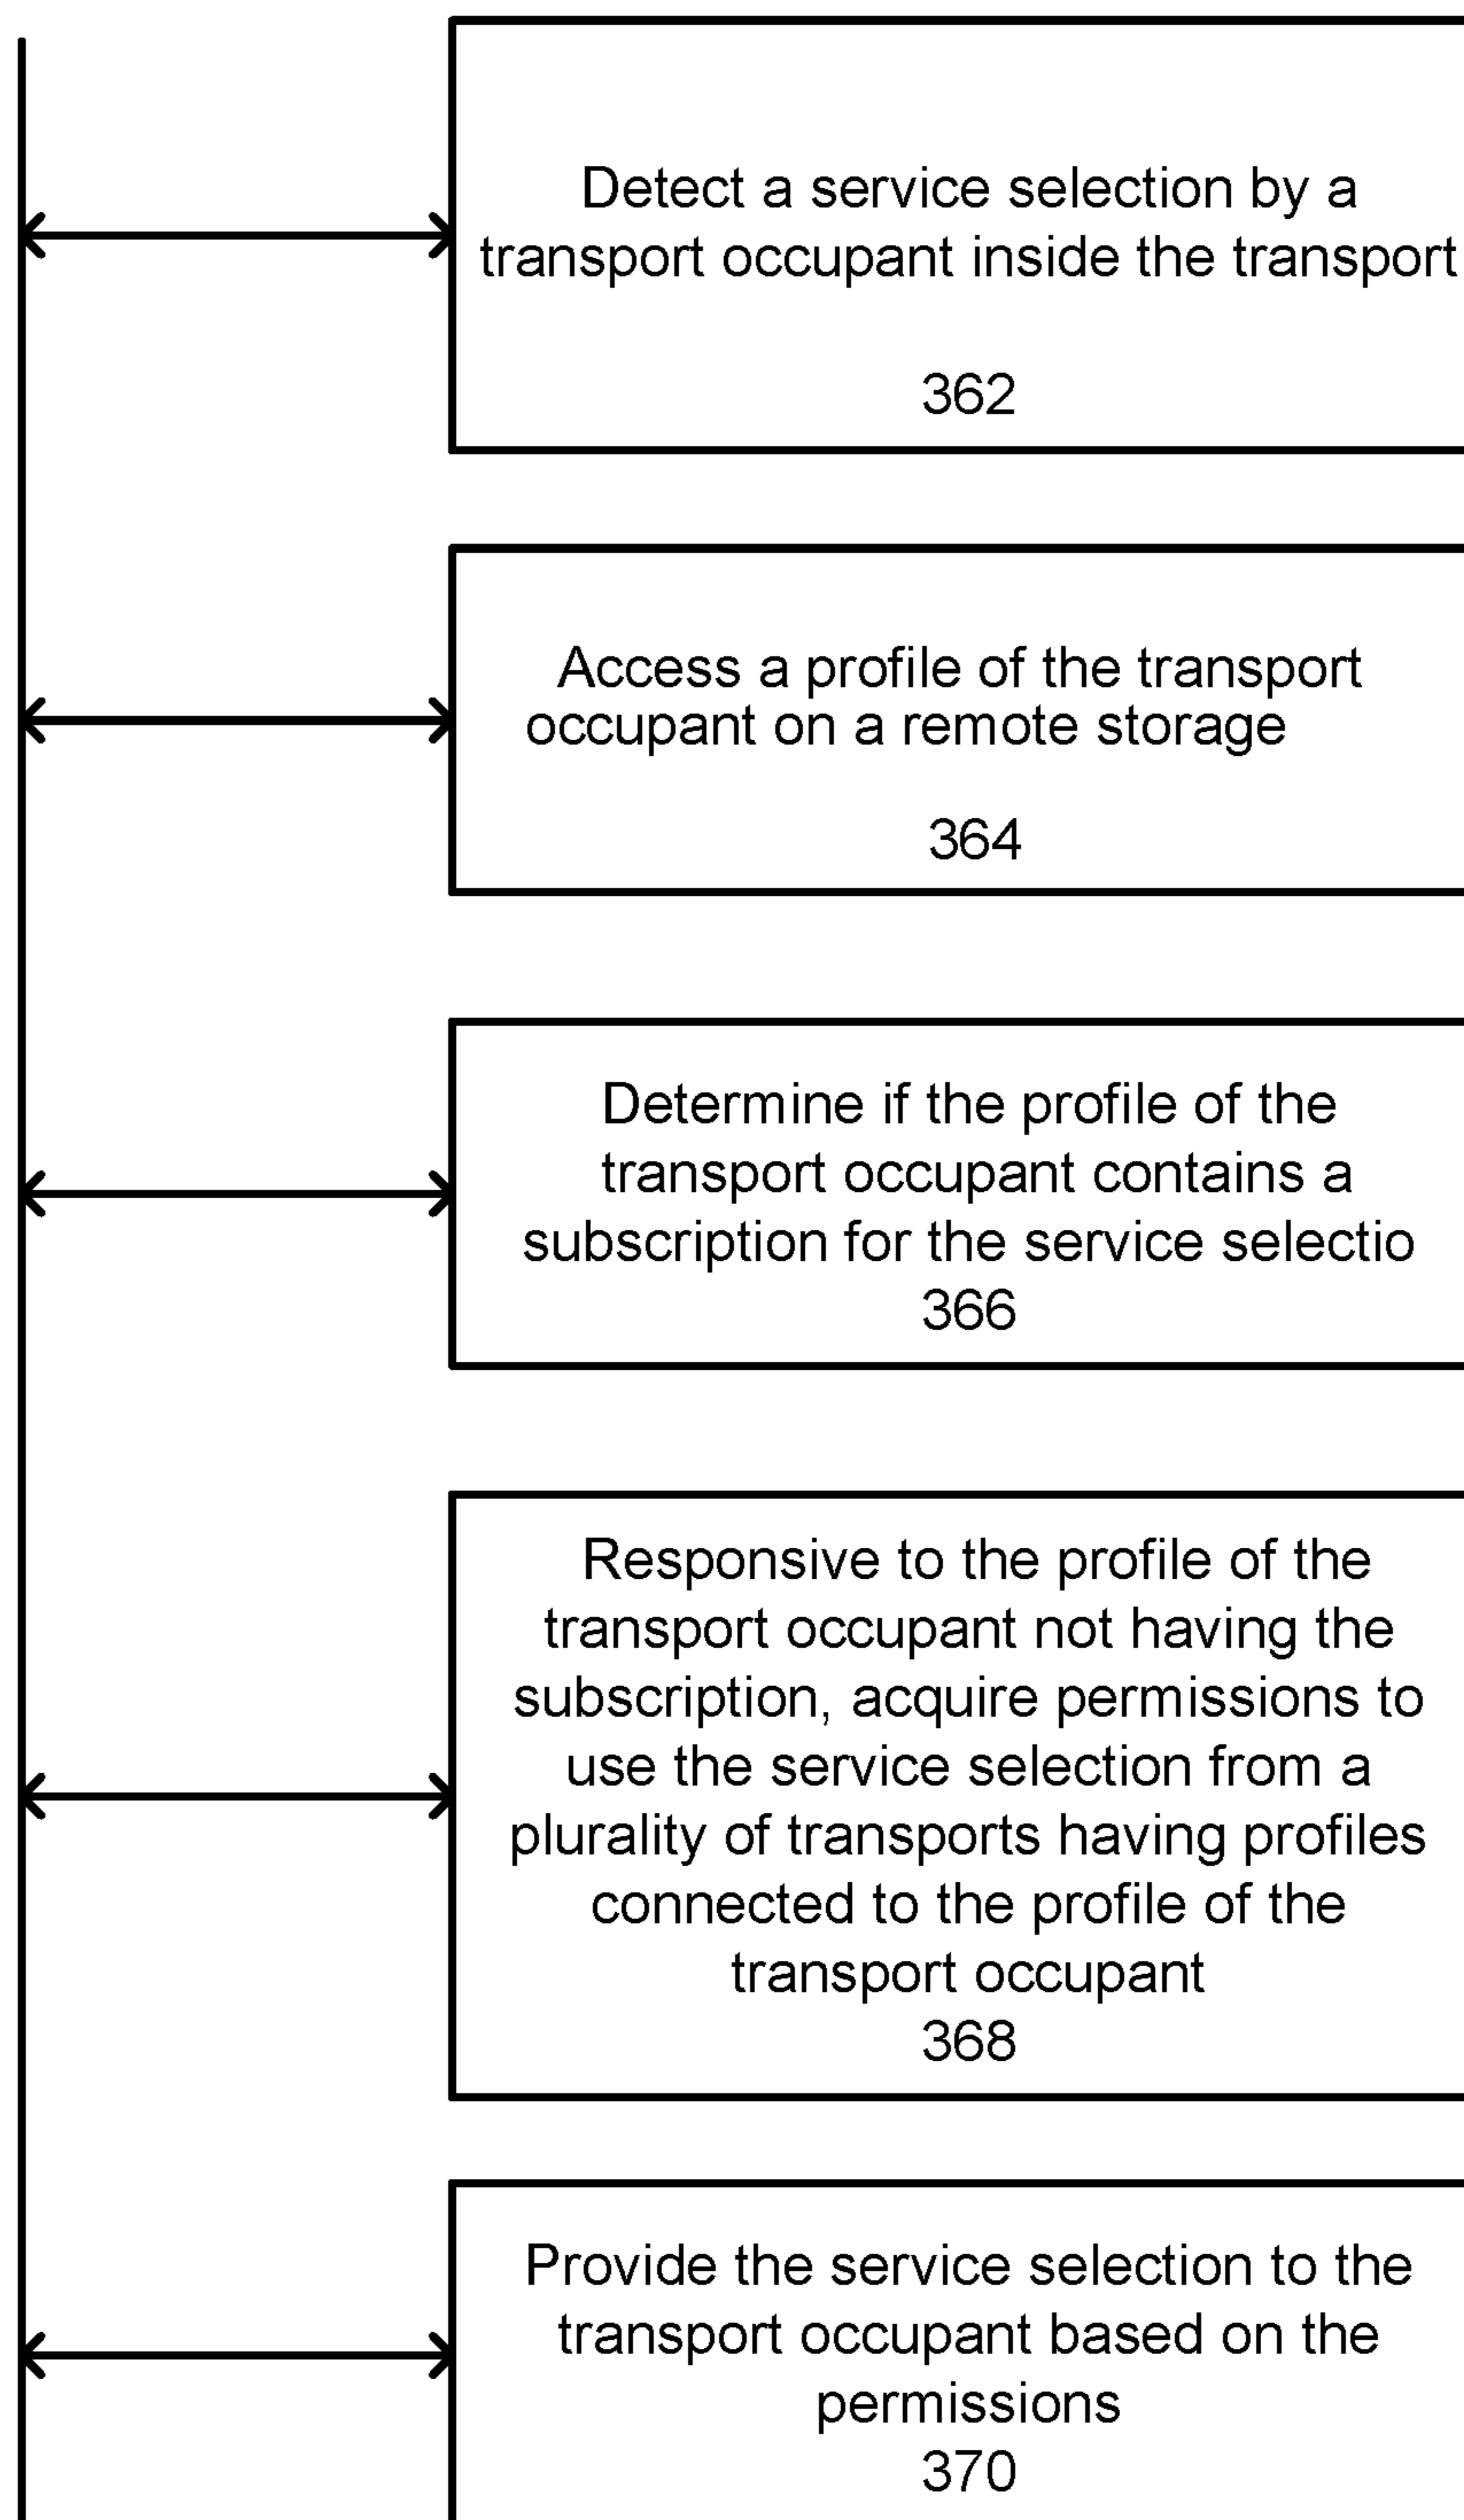 Detect a service selection by a
transport occupant inside the transport
362
Access a profile of the transport
occupant on a remote storage
364
Determine if the profile of the
transport occupant contains a
subscription for the service selectio
366
Responsive to the profile of the
transport occupant not having the
subscription, acquire permissions to
use the service selection from a
plurality of transports having profiles
connected to the profile of the
transport occupant
368
Provide the service selection to the
transport occupant based on the
permissions
370